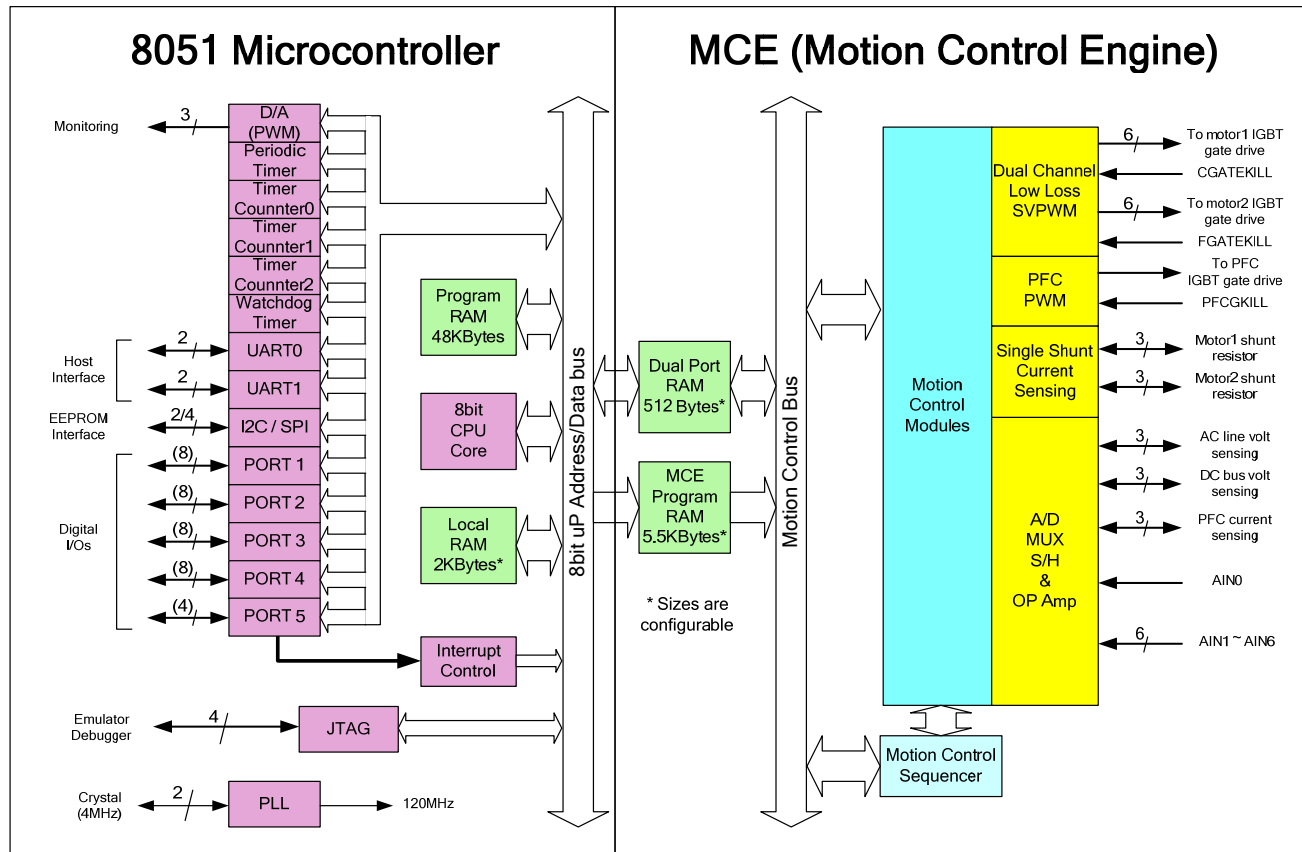 8051 Microcontroller
MCE (Motion Control Engine)
Monitoring
3
D/A
(PWM)
Periodic
Timer
Timer
Counnter0
Timer
Counnter1
Timer
Counnter2
Watchdog
Timer
Host
Interface
2
UART0
2
UART1
EEPROM
Interface
2/4
I2C / SPI
Digital
I/Os
(8)
PORT 1
(8)
PORT 2
(8)
PORT 3
(8)
PORT 4
(4)
PORT 5
Interrupt
Control
Emulator
Debugger
4
JTAG
Crystal
(4MHz)
2
PLL
120MHz
Program
RAM
48KBytes
8bit
CPU
Core
Local
RAM
2KBytes*
8bit uP Address/Data bus
Dual Port
RAM
512 Bytes*
MCE
Program
RAM
5.5KBytes*
* Sizes are
configurable
Motion Control Bus
Motion
Control
Modules
Motion Control
Sequencer
Dual Channel
Low Loss
SVPWM
PFC
PWM
Single Shunt
Current
Sensing
A/D
MUX
S/H
&
OP Amp
6
To motor1 IGBT
gate drive
CGATEKILL
6
To motor2 IGBT
gate drive
FGATEKILL
To PFC
IGBT gate drive
PFCGKILL
3
Motor1 shunt
resistor
3
Motor2 shunt
resistor
3
AC line volt
sensing
3
DC bus volt
sensing
3
PFC current
sensing
AIN0
6
AIN1 ~ AIN6